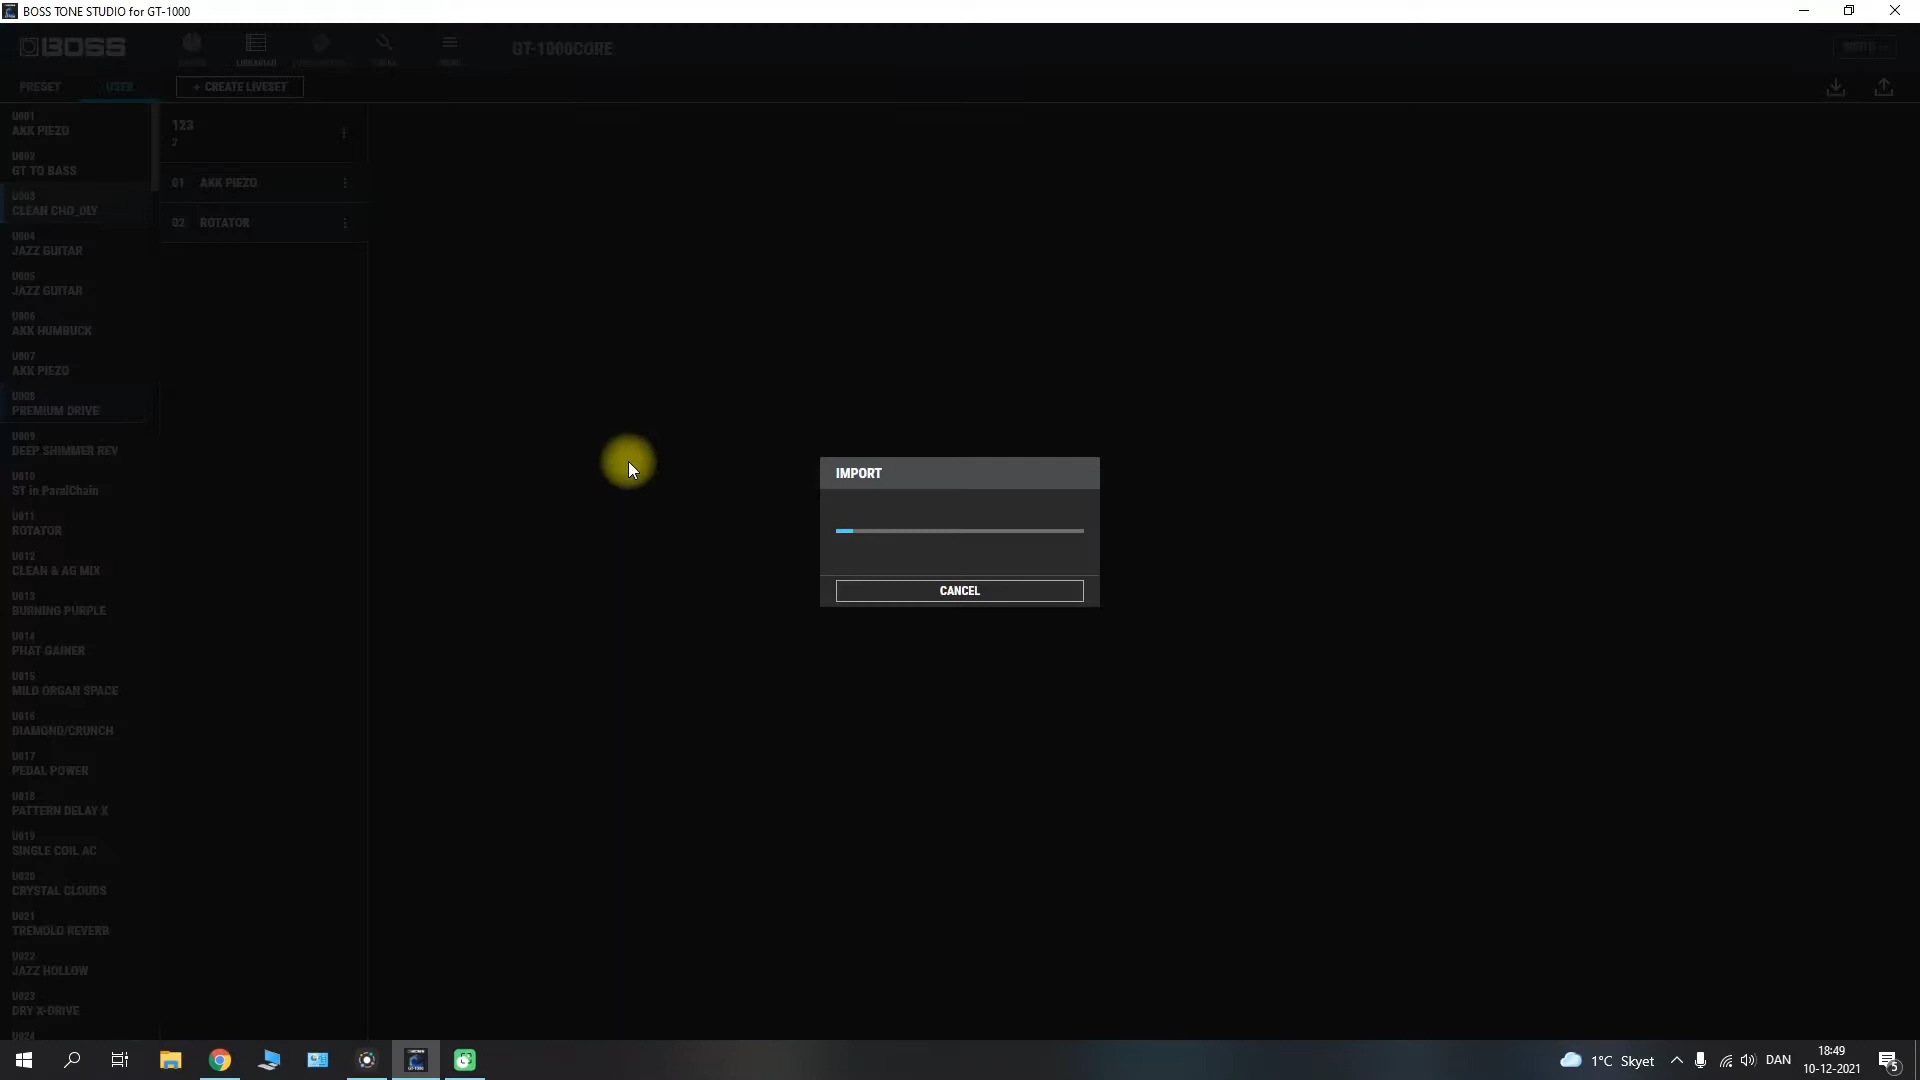 BOSS TONE STUDIO for GT-1000
BOSS
LIBRARIAN
GT-1000CORE
PRESET
USER
+ CREATE LIVESET
U001
AKK PIEZO
U002
GT TO BASS
U003
CLEAN CHO_DLY
U004
JAZZ GUITAR
U005
JAZZ GUITAR
U006
AKK HUMBUCK
U007
AKK PIEZO
U008
PREMIUM DRIVE
U009
DEEP SHIMMER REV
U010
ST in ParalChain
U011
ROTATOR
U012
CLEAN & AG MIX
U013
BURNING PURPLE
U014
PHAT GAINER
U015
MILD ORGAN SPACE
U016
DIAMOND/CRUNCH
U017
PEDAL POWER
U018
PATTERN DELAY X
U019
SINGLE COIL AC
U020
CRYSTAL CLOUDS
U021
TREMOLO REVERB
U022
JAZZ HOLLOW
U023
DRY X-DRIVE
U024
123
2
01 AKK PIEZO
02 ROTATOR
IMPORT
CANCEL
1°C Skyet
DAN
18:49
10-12-2021
5